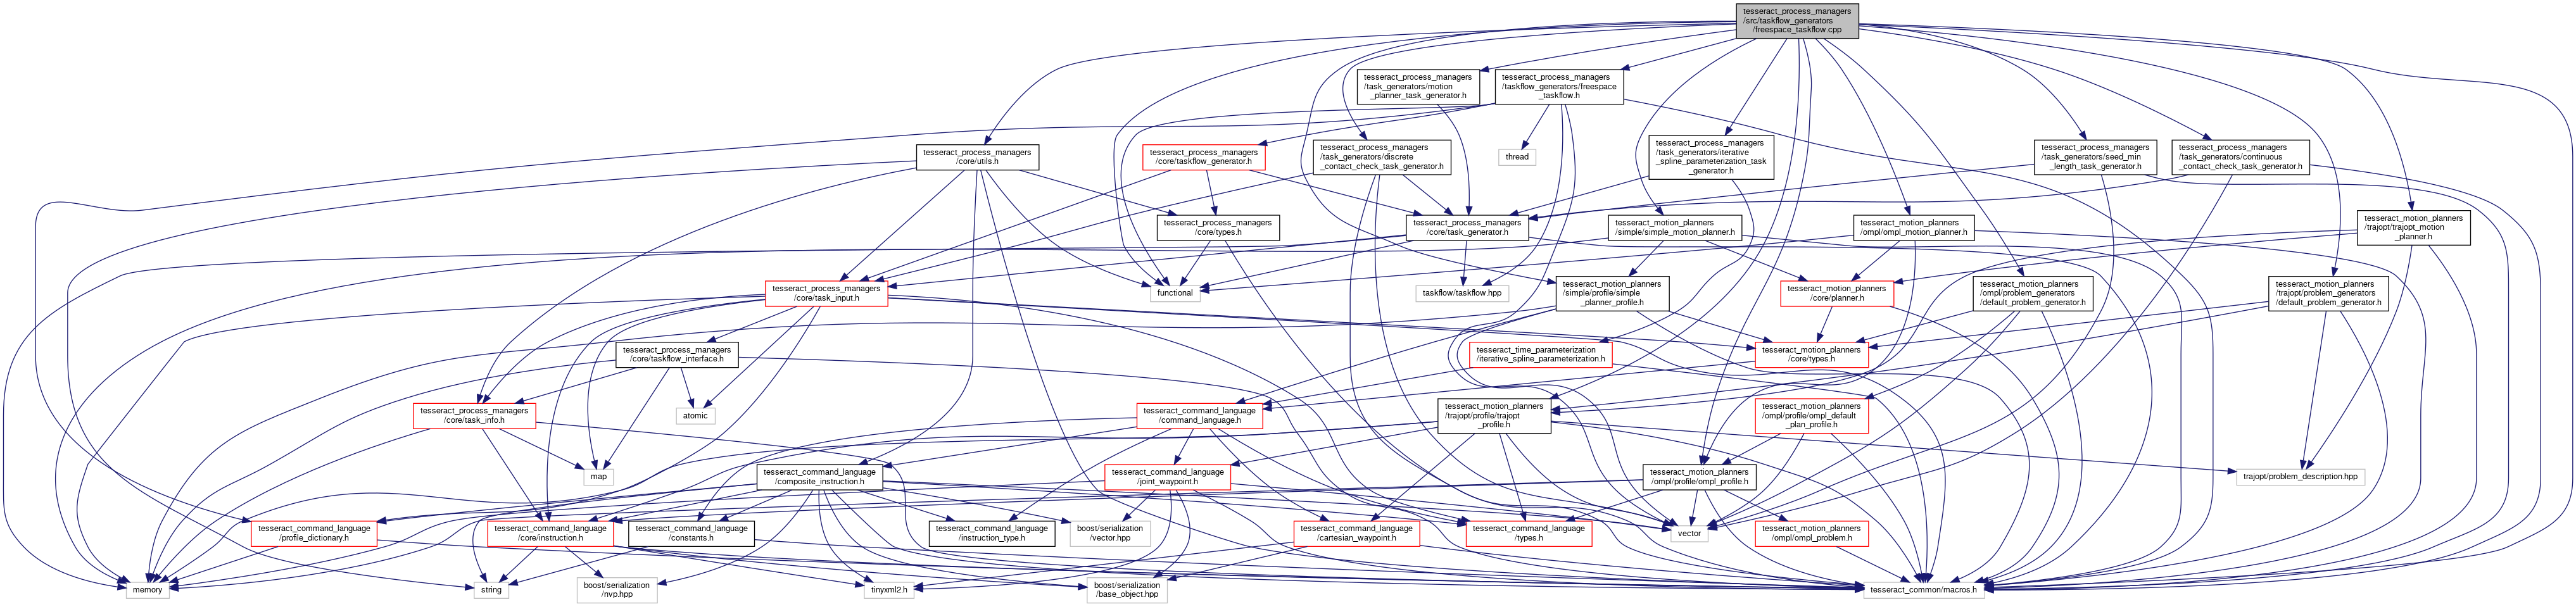 tesseract_process_managers
/src/taskflow_generators
/freespace_taskflow.cpp
tesseract_process_managers
/task_generators/motion
_planner_task_generator.h
tesseract_process_managers
/taskflow_generators/freespace
_taskflow.h
tesseract_process_managers
/core/utils.h
tesseract_process_managers
/core/taskflow_generator.h
tesseract_process_managers
/task_generators/discrete
_contact_check_task_generator.h
thread
tesseract_process_managers
/task_generators/iterative
_spline_parameterization_task
_generator.h
tesseract_process_managers
/task_generators/seed_min
_length_task_generator.h
tesseract_process_managers
/task_generators/continuous
_contact_check_task_generator.h
tesseract_process_managers
/core/types.h
tesseract_process_managers
/core/task_generator.h
tesseract_motion_planners
/simple/simple_motion_planner.h
tesseract_motion_planners
/ompl/ompl_motion_planner.h
tesseract_motion_planners
/trajopt/trajopt_motion
_planner.h
tesseract_process_managers
/core/task_input.h
functional
taskflow/taskflow.hpp
tesseract_motion_planners
/simple/profile/simple
_planner_profile.h
tesseract_motion_planners
/core/planner.h
tesseract_motion_planners
/ompl/problem_generators
/default_problem_generator.h
tesseract_motion_planners
/trajopt/problem_generators
/default_problem_generator.h
tesseract_process_managers
/core/taskflow_interface.h
tesseract_time_parameterization
/iterative_spline_parameterization.h
tesseract_motion_planners
/core/types.h
tesseract_process_managers
/core/task_info.h
atomic
tesseract_command_language
/command_language.h
tesseract_motion_planners
/trajopt/profile/trajopt
_profile.h
tesseract_motion_planners
/ompl/profile/ompl_default
_plan_profile.h
map
tesseract_command_language
/composite_instruction.h
tesseract_command_language
/joint_waypoint.h
tesseract_motion_planners
/ompl/profile/ompl_profile.h
trajopt/problem_description.hpp
tesseract_command_language
/profile_dictionary.h
tesseract_command_language
/core/instruction.h
tesseract_command_language
/constants.h
tesseract_command_language
/instruction_type.h
boost/serialization
/vector.hpp
tesseract_command_language
/cartesian_waypoint.h
tesseract_command_language
/types.h
vector
tesseract_motion_planners
/ompl/ompl_problem.h
memory
string
boost/serialization
/nvp.hpp
tinyxml2.h
boost/serialization
/base_object.hpp
tesseract_common/macros.h